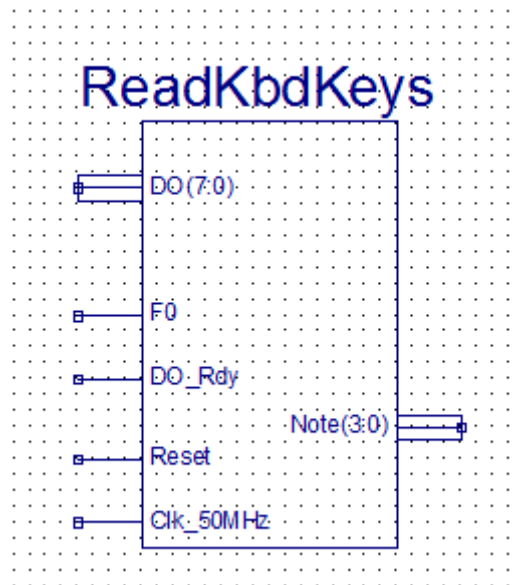 ReadKbdKeys
DO(7:0)
F0
DO_Rdy
Note(3:0)
Reset
Clk_50MHz